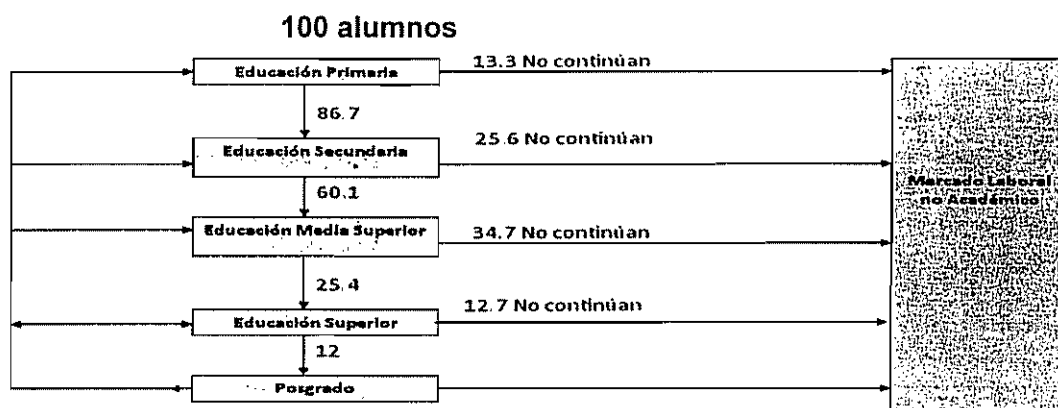 100 alumnos
Educación Primaria
13.3 No continúan
86.7
Educación Secundaria
25.6 No continúan
60.1
Mercado Laboral
no Académico
Educación Media Superior
34.7 No continúan
25.4
Educación Superior
12.7 No continúan
12
Posgrado